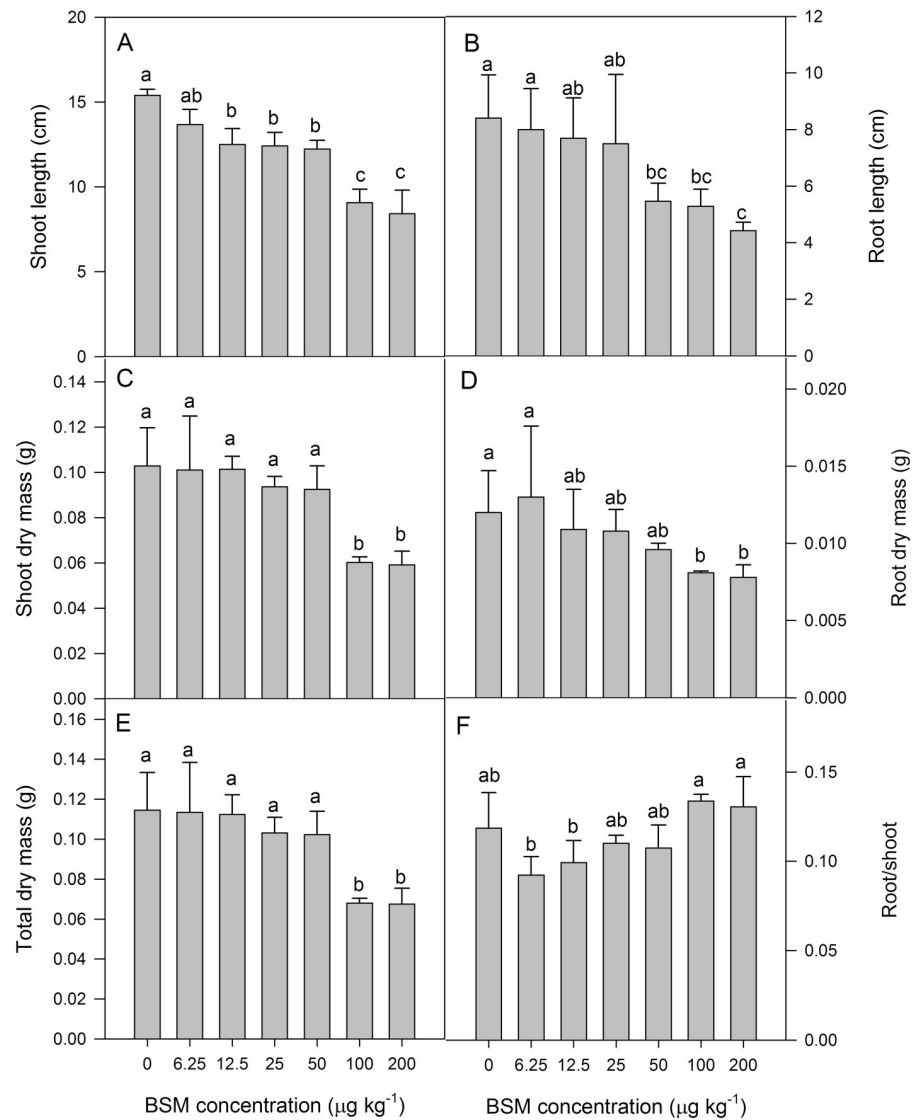 A
B
Shoot length (cm)
20
15
10
5
0
a
ab
b
b
b
c
c
a
a
ab
ab
bc
bc
c
12
10
8
6
4
2
0
Root length (cm)
C
D
Shoot dry mass (g)
0.14
0.12
0.10
0.08
0.06
0.04
0.02
0.00
a
a
a
a
a
b
b
a
a
ab
ab
ab
b
b
0.020
0.015
0.010
0.005
0.000
Root dry mass (g)
E
F
Total dry mass (g)
0.16
0.14
0.12
0.10
0.08
0.06
0.04
0.02
0.00
a
a
a
a
a
b
b
ab
b
b
ab
ab
a
a
0.15
0.10
0.05
0.00
Root/shoot
0 6.25 12.5 25 50 100 200
0 6.25 12.5 25 50 100 200
BSM concentration (μg kg⁻¹)
BSM concentration (μg kg⁻¹)